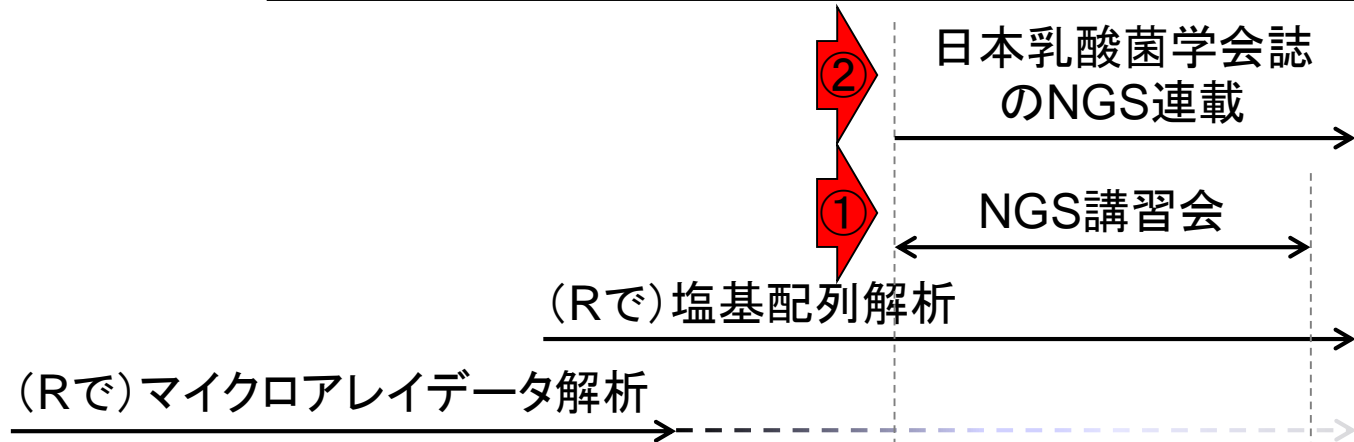 ②
日本乳酸菌学会誌
のNGS連載
①
NGS講習会
(Rで)塩基配列解析
(Rで)マイクロアレイデータ解析